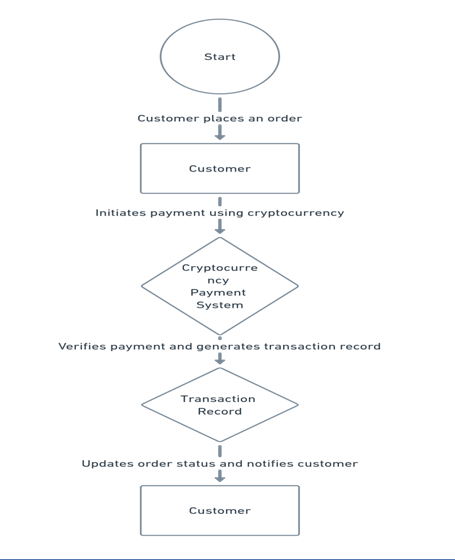 Start
Customer places an order
Customer
Initiates payment using cryptocurrency
Cryptocurre
ncy
Payment
System
Verifies payment and generates transaction record
Transaction
Record
Updates order status and notifies customer
Customer